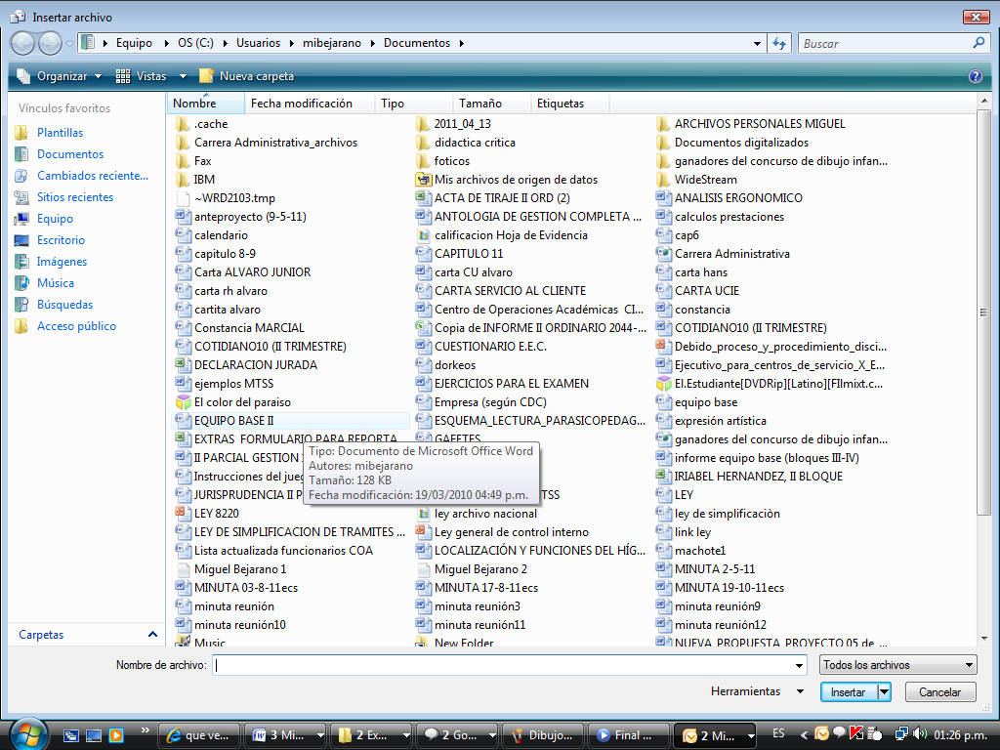 Insertar archivo
Equipo OS (C:) Usuarios mibejarano Documentos
Buscar
Organizar Vistas Nueva carpeta
Vínculos favoritos
Plantillas
Documentos
Cambiados reciente...
Sitios recientes
Equipo
Escritorio
Imágenes
Música
Búsquedas
Acceso público
Carpetas
Nombre Fecha modificación Tipo Tamaño Etiquetas
.cache 2011_04_13 ARCHIVOS PERSONALES MIGUEL
Carrera Administrativa_archivos didactica critica Documentos digitalizados
Fax foticos ganadores del concurso de dibujo infan...
IBM Mis archivos de origen de datos WideStream
~WRD2103.tmp ACTA DE TIRAJE II ORD (2) ANALISIS ERGONOMICO
anteproyecto (9-5-11) ANTOLOGIA DE GESTION COMPLETA ... calculos prestaciones
calendario calificacion Hoja de Evidencia cap6
capitulo 8-9 CAPITULO 11 Carrera Administrativa
Carta ALVARO JUNIOR carta CU alvaro carta hans
carta rh alvaro CARTA SERVICIO AL CLIENTE CARTA UCIE
cartita alvaro Centro de Operaciones Académicas CI... constancia
Constancia MARCIAL Copia de INFORME II ORDINARIO 2044-... COTIDIANO10 (II TRIMESTRE)
COTIDIANO10 (II TRIMESTRE) CUESTIONARIO E.E.C. Debido_proceso_y_procedimiento_disci...
DECLARACION JURADA dorkeos Ejecutivo_para_centros_de_servicio_X_E...
ejemplos MTSS EJERCICIOS PARA EL EXAMEN El.Estudiante[DVDRip][Latino][FIlmixt.c...
El color del paraiso Empresa (según CDC) equipo base
EQUIPO BASE II ESQUEMA_LECTURA_PARASICOPEDAG... expresión artística
EXTRAS FORMULARIO PARA REPORTA GAFETES ganadores del concurso de dibujo infan...
II PARCIAL GESTION informe equipo base (bloques III-IV)
Instrucciones del jueg IRIABEL HERNANDEZ, II BLOQUE
JURISPRUDENCIA II P TSS LEY
LEY 8220 ley archivo nacional ley de simplificaciòn
LEY DE SIMPLIFICACION DE TRAMITES ... Ley general de control interno link ley
Lista actualizada funcionarios COA LOCALIZACIÓN Y FUNCIONES DEL HÍG... machote1
Miguel Bejarano 1 Miguel Bejarano 2 MINUTA 2-5-11
MINUTA 03-8-11ecs MINUTA 17-8-11ecs MINUTA 19-10-11ecs
minuta reunión minuta reunión3 minuta reunión9
minuta reunión10 minuta reunión11 minuta reunión12
Music New Folder NUEVA PROPUESTA PROYECTO 05 de ...
Tipo: Documento de Microsoft Office Word
Autores: mibejarano
Tamaño: 128 KB
Fecha modificación: 19/03/2010 04:49 p.m.
Nombre de archivo: Todos los archivos
Herramientas Insertar Cancelar
que ve... 3 Mi... 2 Ex... 2 Go... Dibujo... Final ... 2 Mi... ES 01:26 p.m.